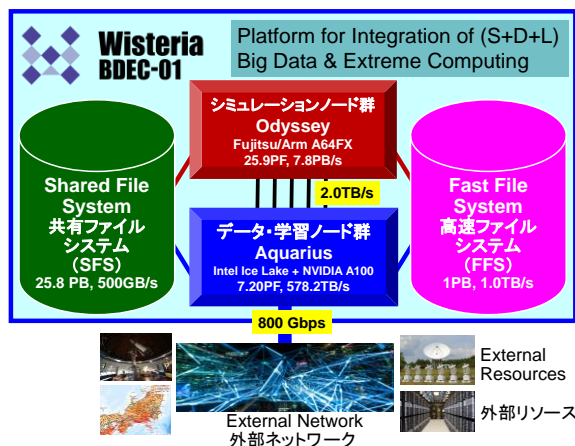 Wisteria
BDEC-01
Platform for Integration of (S+D+L)
Big Data & Extreme Computing
シミュレーションノード群
Odyssey
Fujitsu/Arm A64FX
25.9PF, 7.8PB/s
2.0TB/s
Shared File
System
共有ファイル
システム
(SFS)
25.8 PB, 500GB/s
データ・学習ノード群
Aquarius
Intel Ice Lake + NVIDIA A100
7.20PF, 578.2TB/s
Fast File
System
高速ファイル
システム
(FFS)
1PB, 1.0TB/s
800 Gbps
External Network
外部ネットワーク
External
Resources
外部リソース